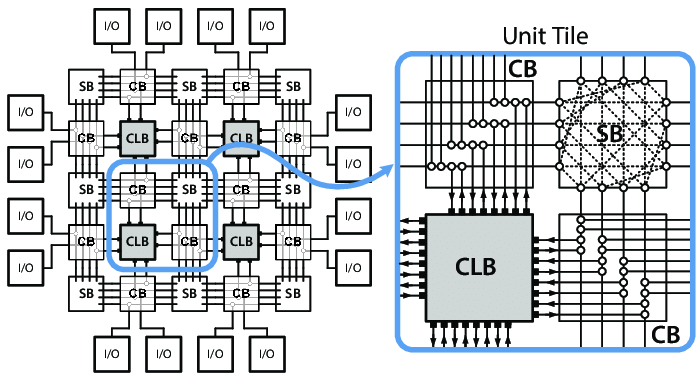 I/O I/O I/O I/O
Unit Tile
CB
SB CB SB CB SB
SB
I/O I/O
CB CLB CB CLB CB
I/O I/O
SB CB SB CB SB
I/O I/O
CLB
CB CLB CB CLB CB
I/O I/O
SB CB SB CB SB
CB
I/O I/O I/O I/O